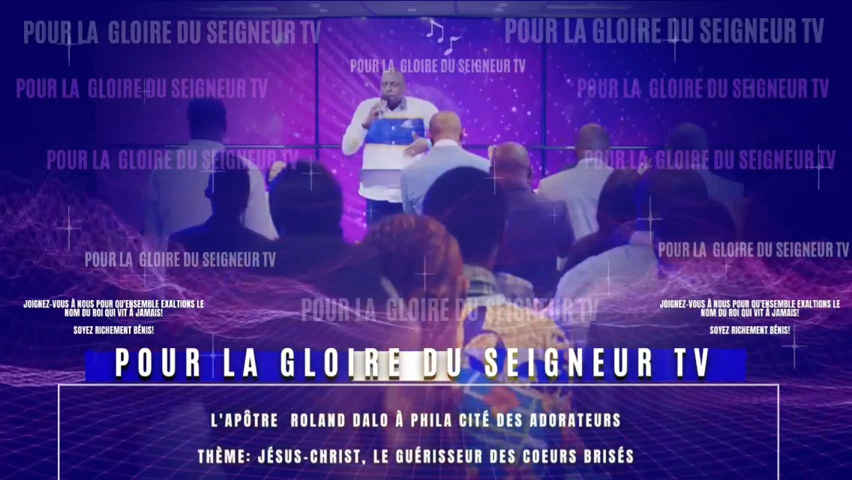 POUR LA GLOIRE DU SEIGNEUR TV
POUR LA GLOIRE DU SEIGNEUR TV
POUR LA GLOIRE DU SEIGNEUR TV
POUR LA GLOIRE DU SEIGNEUR TV
POUR LA GLOIRE DU SEIGNEUR TV
POUR LA GLOIRE DU SEIGNEUR TV
POUR LA GLOIRE DU SEIGNEUR TV
POUR LA GLOIRE DU SEIGNEUR TV
POUR LA GLOIRE DU SEIGNEUR TV
POUR LA GLOIRE DU SEIGNEUR TV
JOIGNEZ-VOUS À NOUS POUR QU'ENSEMBLE EXALTIONS LE
NOM DU ROI QUI VIT À JAMAIS!
SOYEZ RICHEMENT BÉNIS!
JOIGNEZ-VOUS À NOUS POUR QU'ENSEMBLE EXALTIONS LE
NOM DU ROI QUI VIT À JAMAIS!
SOYEZ RICHEMENT BÉNIS!
POUR LA GLOIRE DU SEIGNEUR TV
L'APÔTRE ROLAND DALO À PHILA CITÉ DES ADORATEURS
THÈME: JÉSUS-CHRIST, LE GUÉRISSEUR DES COEURS BRISÉS